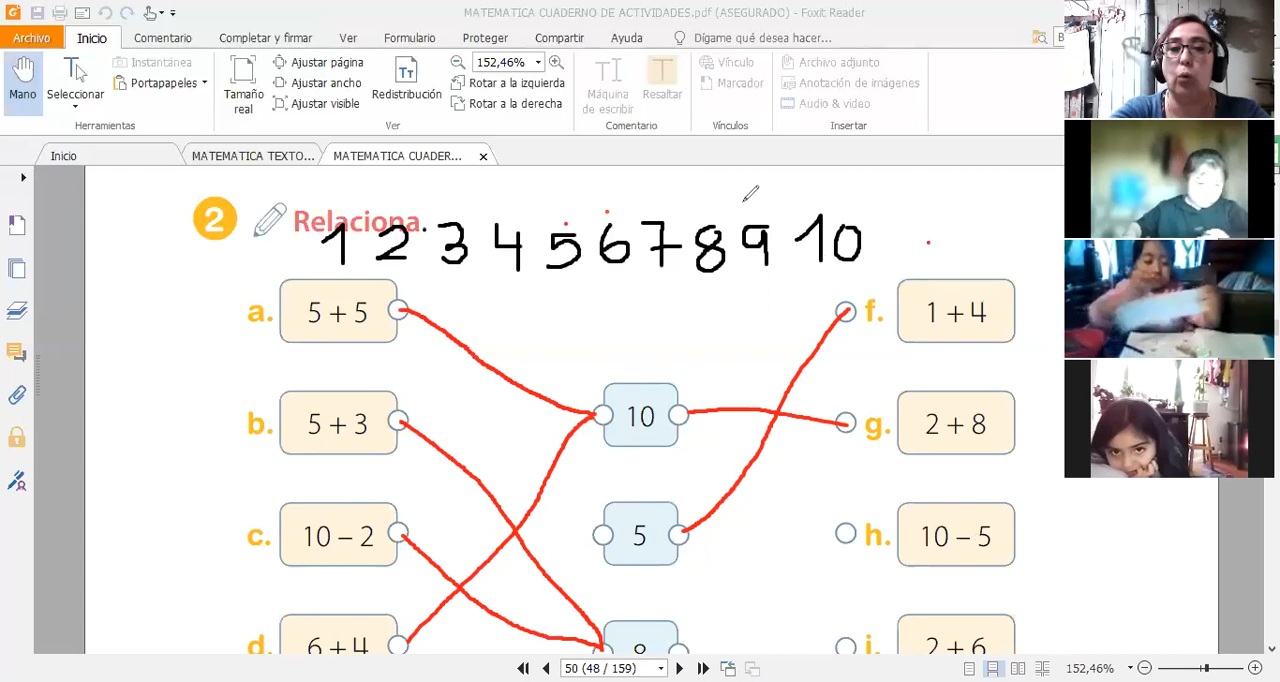 MATEMATICA CUADERNO DE ACTIVIDADES.pdf (ASEGURADO) - Foxit Reader
Archivo Inicio Comentario Completar y firmar Ver Formulario Proteger Compartir Ayuda Dígame qué desea hacer...
Mano
Seleccionar
Instantánea
Portapapeles
Herramientas
Tamaño real
Ajustar página
Ajustar ancho
Ajustar visible
Redistribución
152,46%
Rotar a la izquierda
Rotar a la derecha
Ver
Máquina de escribir
Resaltar
Comentario
Vínculo
Marcador
Vínculos
Archivo adjunto
Anotación de imágenes
Audio & video
Insertar
Inicio MATEMATICA TEXTO... MATEMATICA CUADER...
2 Relaciona.
1 2 3 4 5 6 7 8 9 10
a. 5 + 5 f. 1 + 4
b. 5 + 3 10 g. 2 + 8
c. 10 – 2 5 h. 10 – 5
d. 6 + 4 8 i. 2 + 6
50 (48 / 159) 152,46%